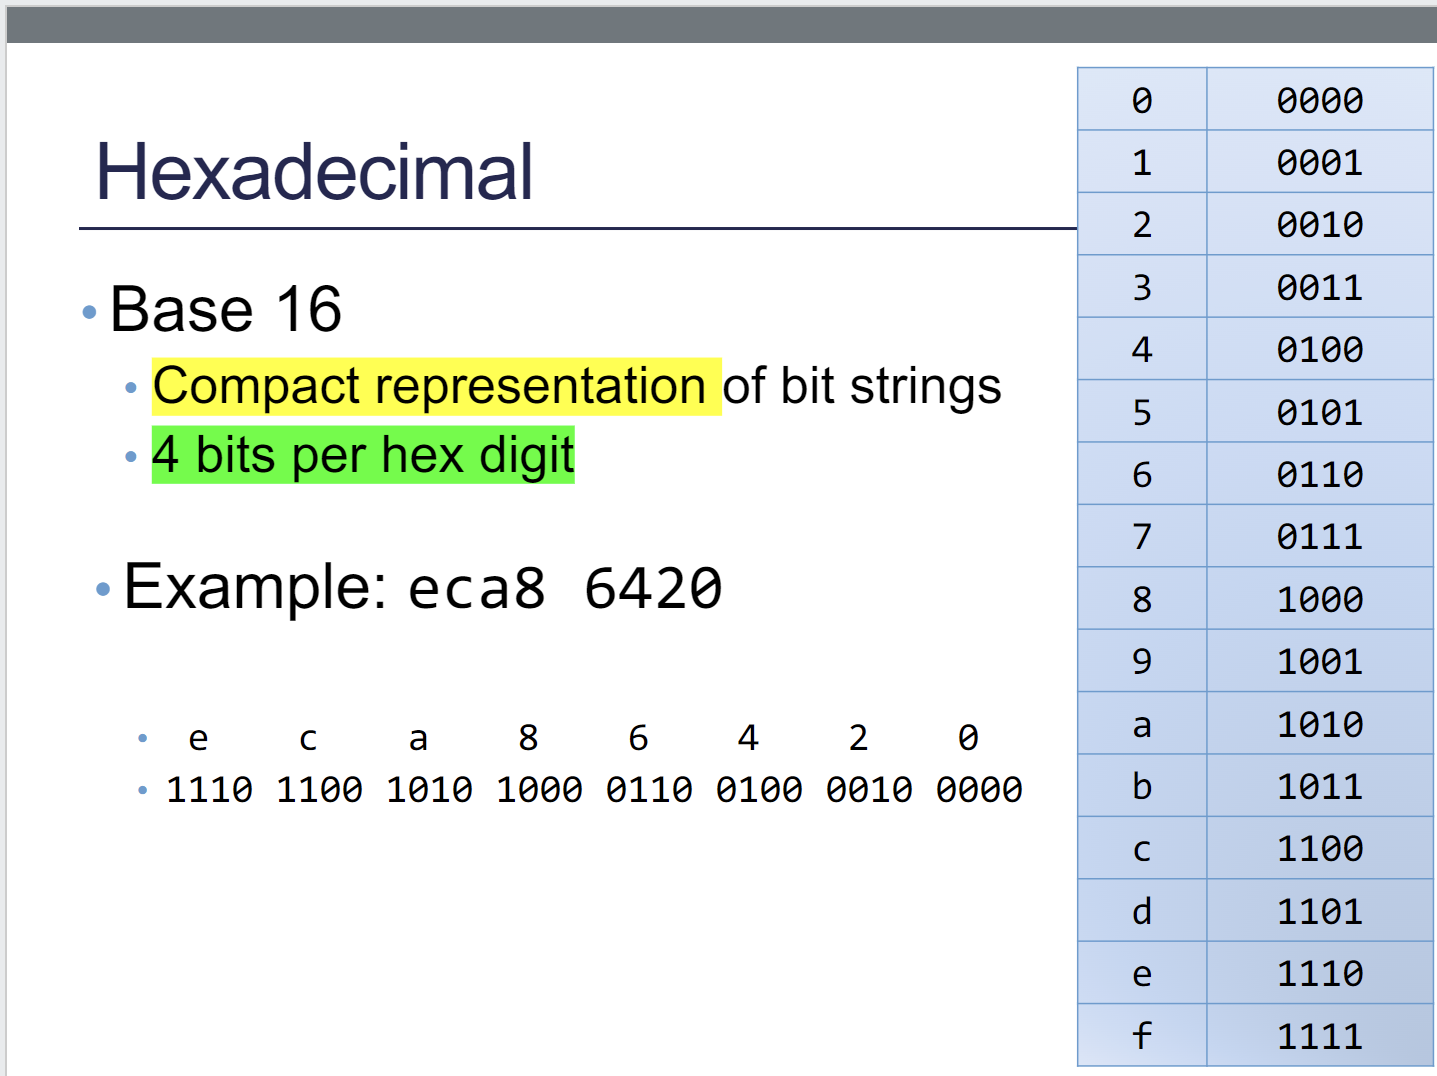 Hexadecimal
• Base 16
• Compact representation of bit strings
• 4 bits per hex digit
• Example: eca8 6420
• e c a 8 6 4 2 0
• 1110 1100 1010 1000 0110 0100 0010 0000
0 0000
1 0001
2 0010
3 0011
4 0100
5 0101
6 0110
7 0111
8 1000
9 1001
a 1010
b 1011
c 1100
d 1101
e 1110
f 1111